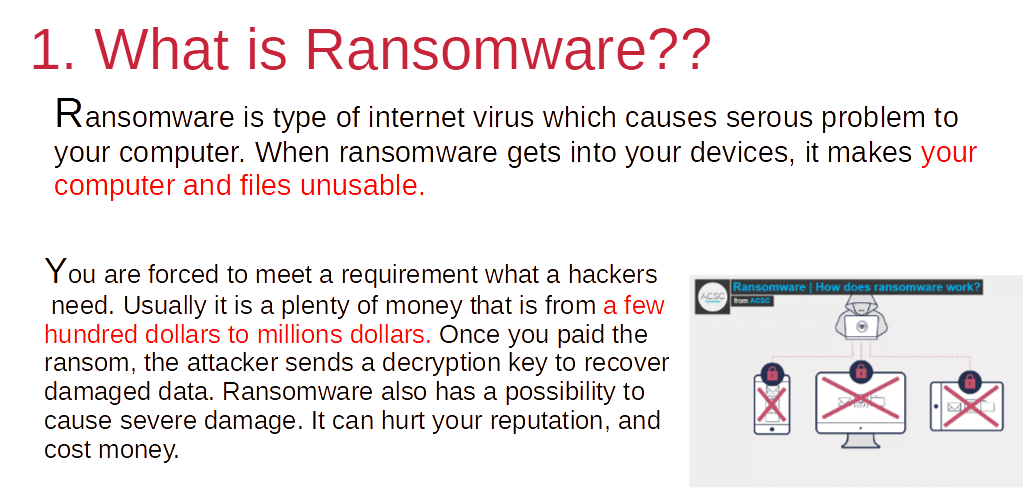 1. What is Ransomware??
Ransomware is type of internet virus which causes serous problem to
your computer. When ransomware gets into your devices, it makes your
computer and files unusable.
You are forced to meet a requirement what a hackers
need. Usually it is a plenty of money that is from a few
hundred dollars to millions dollars. Once you paid the
ransom, the attacker sends a decryption key to recover
damaged data. Ransomware also has a possibility to
cause severe damage. It can hurt your reputation, and
cost money.
ACSC
Ransomware | How does ransomware work?
from ACSC